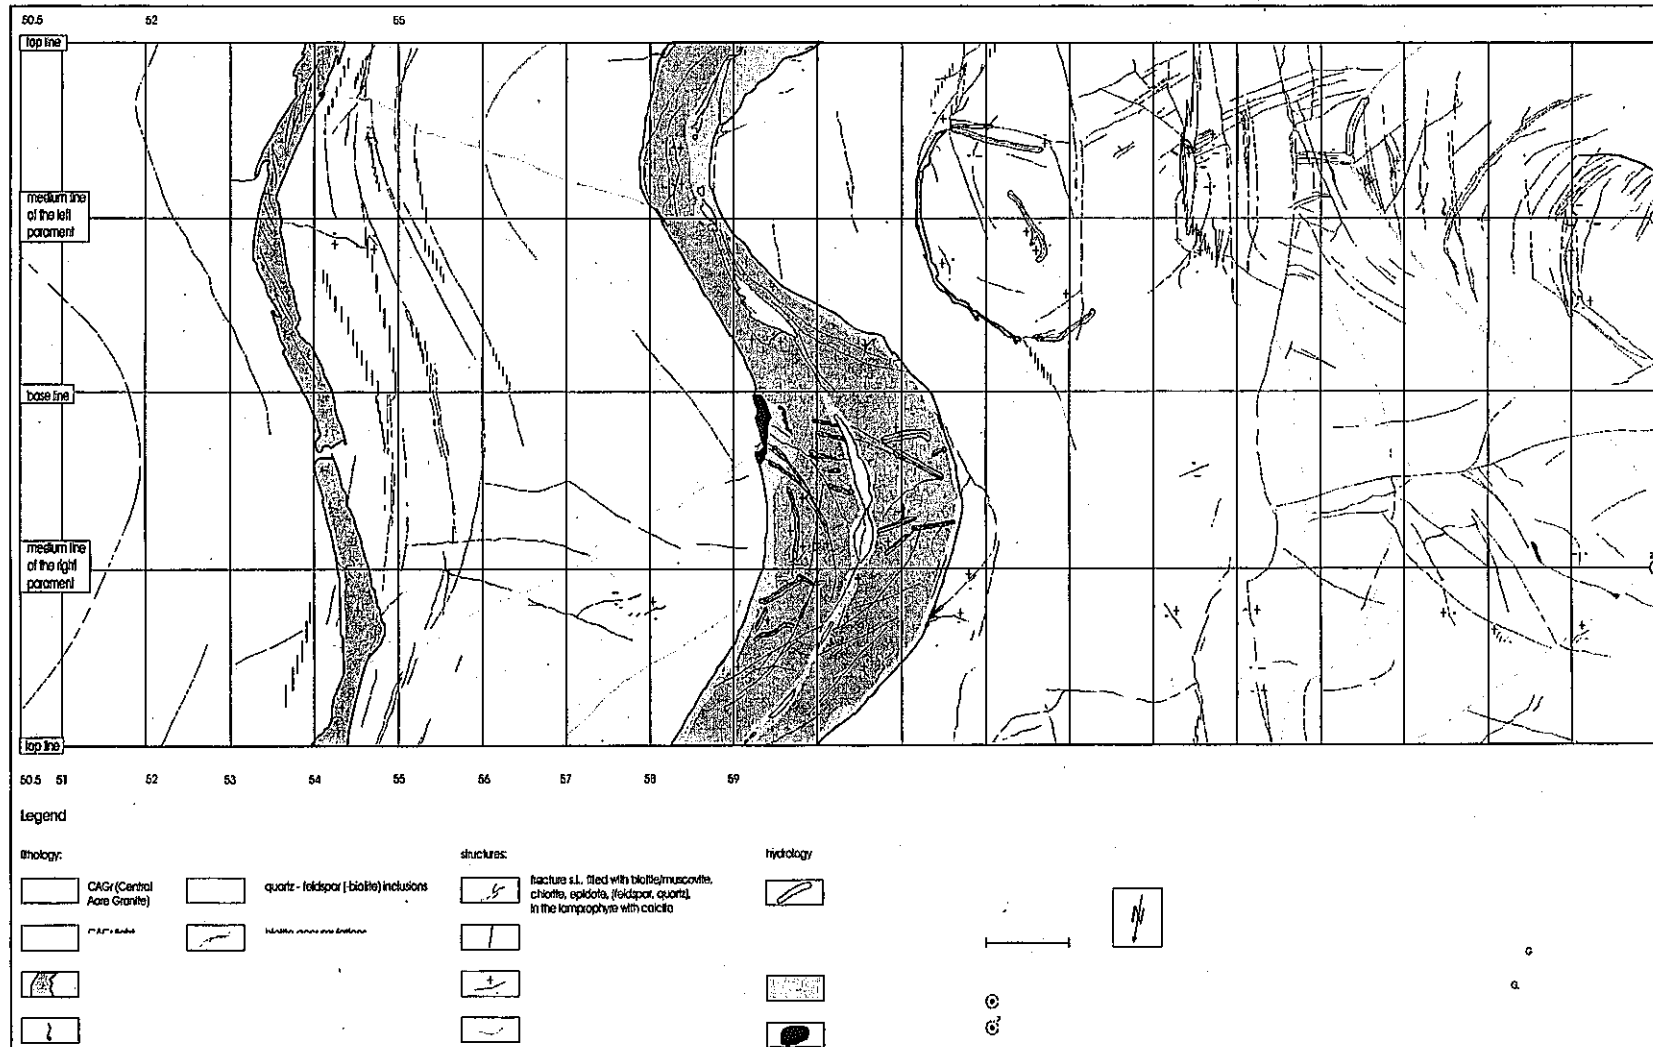 50.5 52 55
top line
medium line
of the left
parament
base line
medium line
of the right
parament
top line
50.5 51 52 53 54 55 56 57 58 59
Legend
lithology:
structures:
hydrology
CAGr (Central
Aare Granite)
quartz - feldspar (-biotite) inclusions
fracture s.l., filled with biotite/muscovite,
chlorite, epidote, (feldspar, quartz),
in the lamprophyre with calcite
N
G
G.